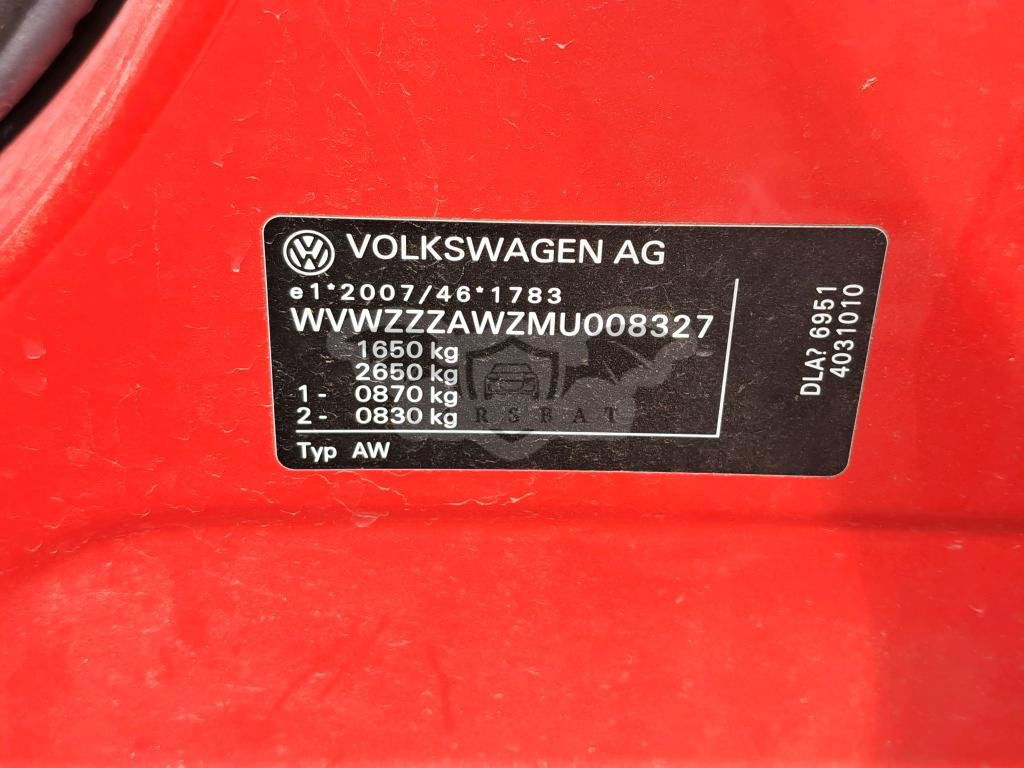 VOLKSWAGEN AG
e1*2007/46*1783
WVWZZZAWZMU008327
1650 kg
2650 kg
1- 0870 kg
2- 0830 kg
Typ AW
DLA? 6951
4031010